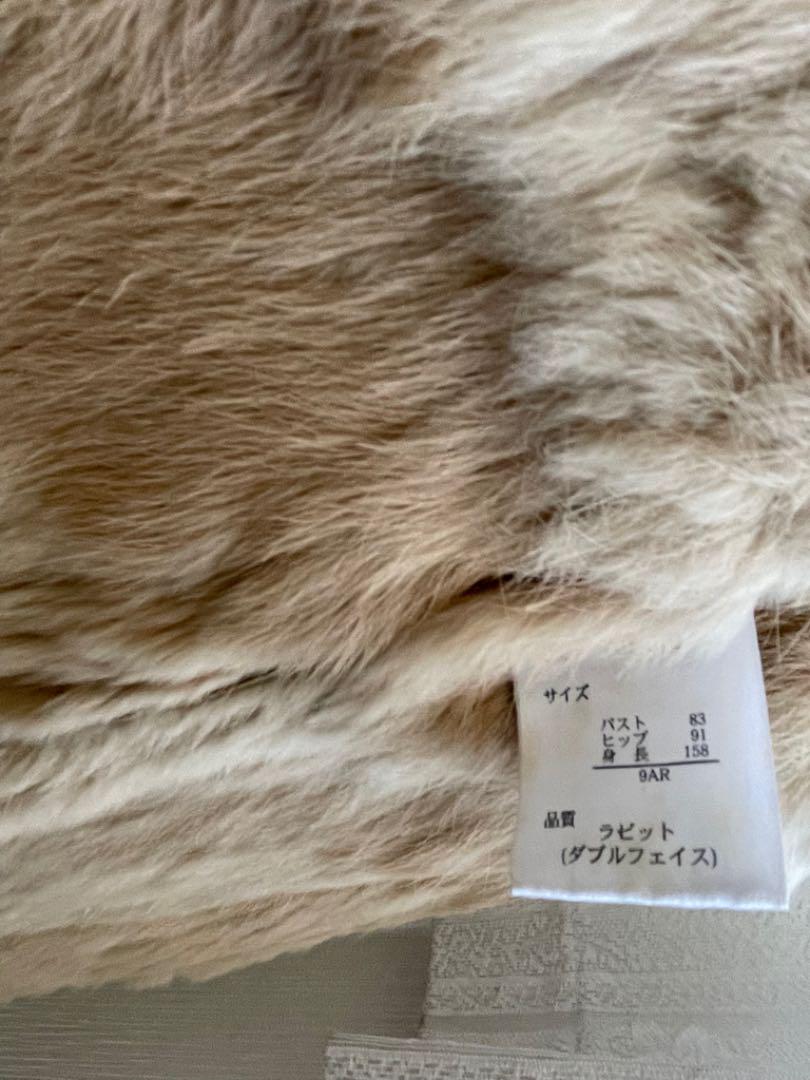 サイズ
バスト 83
ヒップ 91
身長 158
9AR
品質 ラビット
(ダブルフェイス)